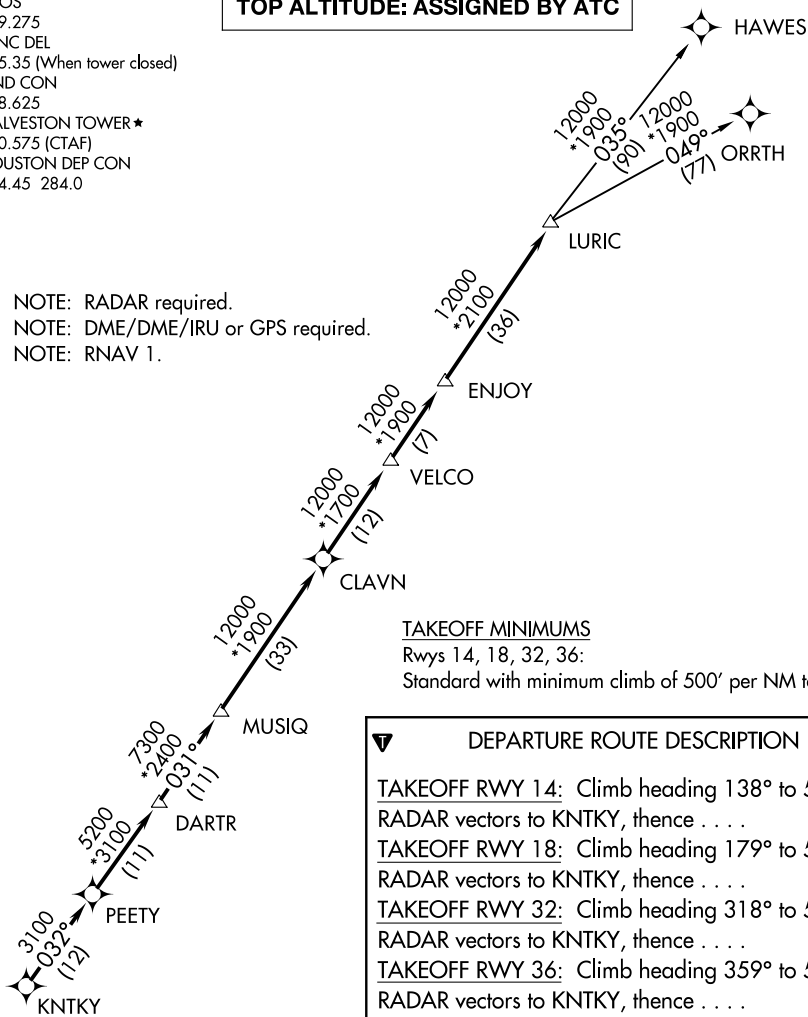 TOP ALTITUDE: ASSIGNED BY ATC
9.275
NC DEL
5.35 (When tower closed)
ND CON
8.625
ALVESTON TOWER★
0.575 (CTAF)
OUSTON DEP CON
4.45 284.0
HAWES
12000
*1900
035°
(90)
12000
*1900
049°
(77)
ORRTH
LURIC
NOTE: RADAR required.
NOTE: DME/DME/IRU or GPS required.
NOTE: RNAV 1.
12000
*2100
(36)
ENJOY
12000
*1900
(7)
VELCO
12000
*1700
(12)
CLAVN
12000
*1900
(33)
TAKEOFF MINIMUMS
Rwys 14, 18, 32, 36:
Standard with minimum climb of 500' per NM to
MUSIQ
7300
*2400
031°
(11)
DARTR
5200
*3100
(11)
PEETY
3100
032°
(12)
KNTKY
T DEPARTURE ROUTE DESCRIPTION
TAKEOFF RWY 14: Climb heading 138° to 5
RADAR vectors to KNTKY, thence . . . .
TAKEOFF RWY 18: Climb heading 179° to 5
RADAR vectors to KNTKY, thence . . . .
TAKEOFF RWY 32: Climb heading 318° to 5
RADAR vectors to KNTKY, thence . . . .
TAKEOFF RWY 36: Climb heading 359° to 5
RADAR vectors to KNTKY, thence . . . .